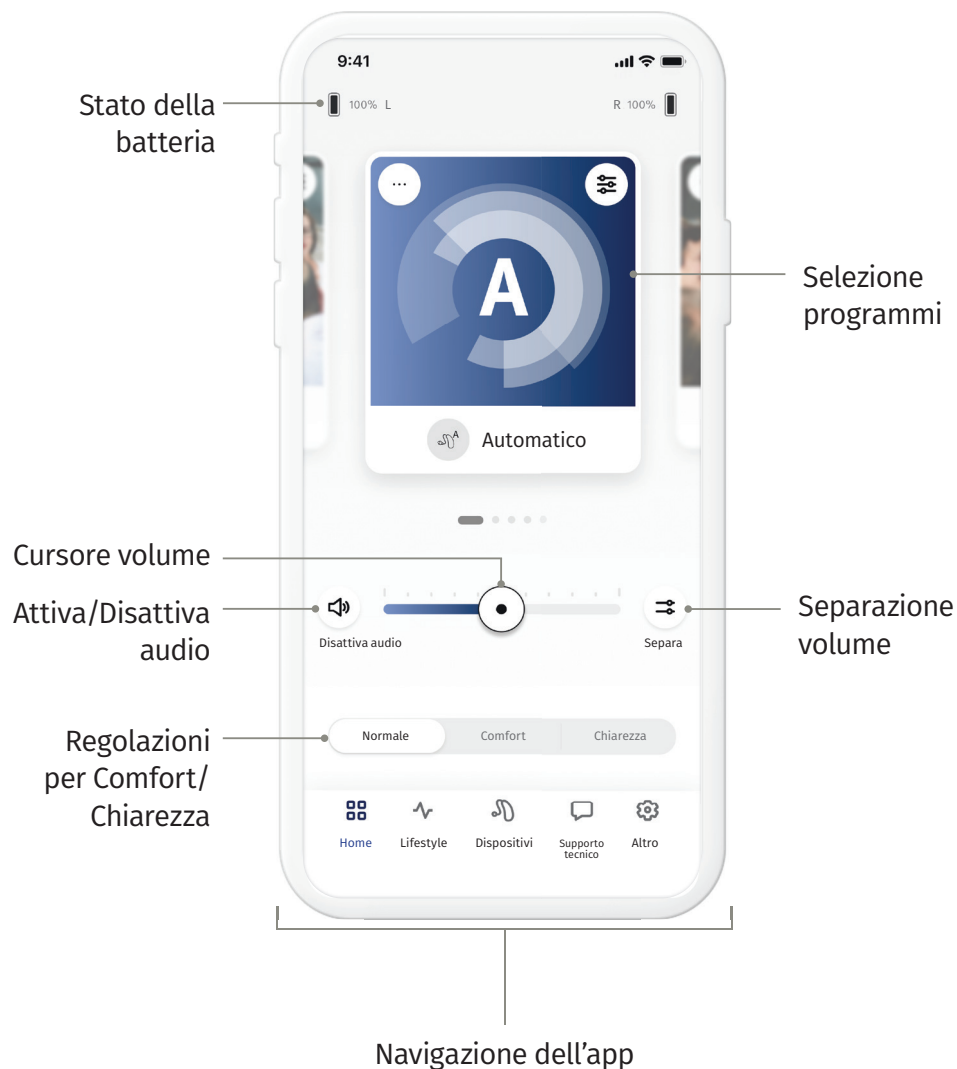 9:41
Stato della
batteria
100% L
R 100%
A
Selezione
programmi
A
Automatico
Cursore volume
Attiva/Disattiva
audio
Disattiva audio
Separa
Separazione
volume
Regolazioni
per Comfort/
Chiarezza
Normale
Comfort
Chiarezza
Home
Lifestyle
Dispositivi
Supporto
tecnico
Altro
Navigazione dell'app